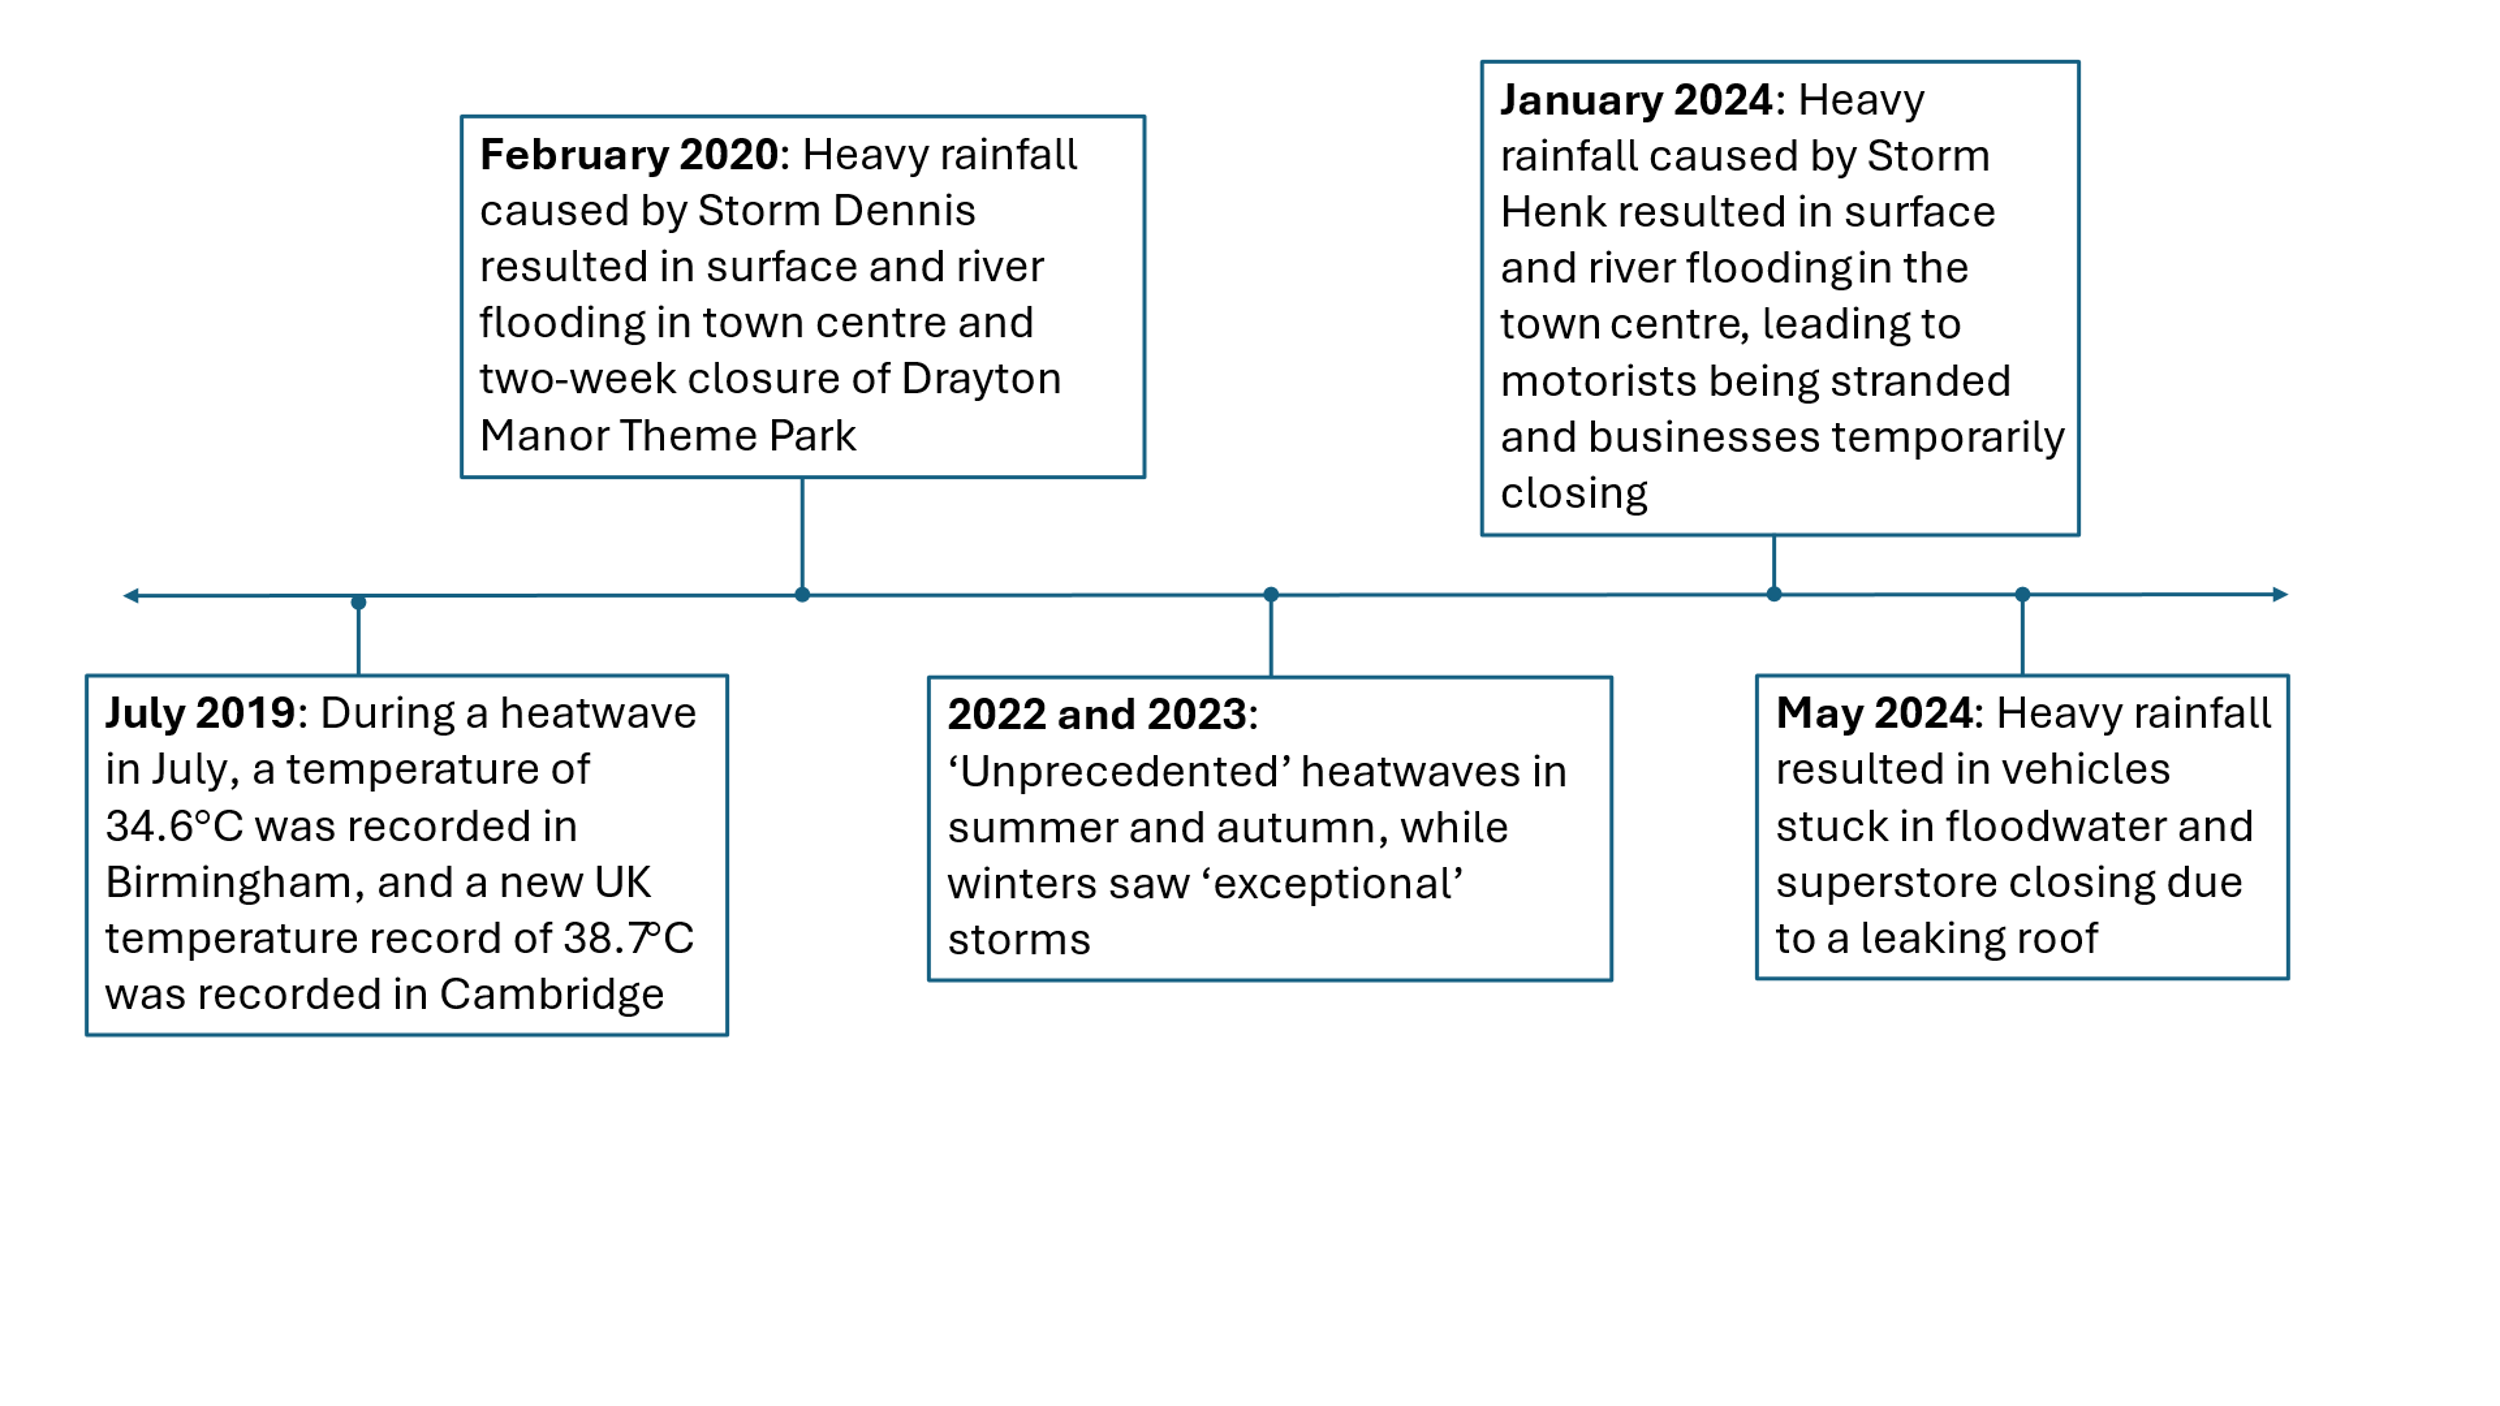 February 2020: Heavy rainfall
caused by Storm Dennis
resulted in surface and river
flooding in town centre and
two-week closure of Drayton
Manor Theme Park
January 2024: Heavy
rainfall caused by Storm
Henk resulted in surface
and river flooding in the
town centre, leading to
motorists being stranded
and businesses temporarily
closing
July 2019: During a heatwave
in July, a temperature of
34.6°C was recorded in
Birmingham, and a new UK
temperature record of 38.7°C
was recorded in Cambridge
2022 and 2023:
‘Unprecedented’ heatwaves in
summer and autumn, while
winters saw ‘exceptional’
storms
May 2024: Heavy rainfall
resulted in vehicles
stuck in floodwater and
superstore closing due
to a leaking roof